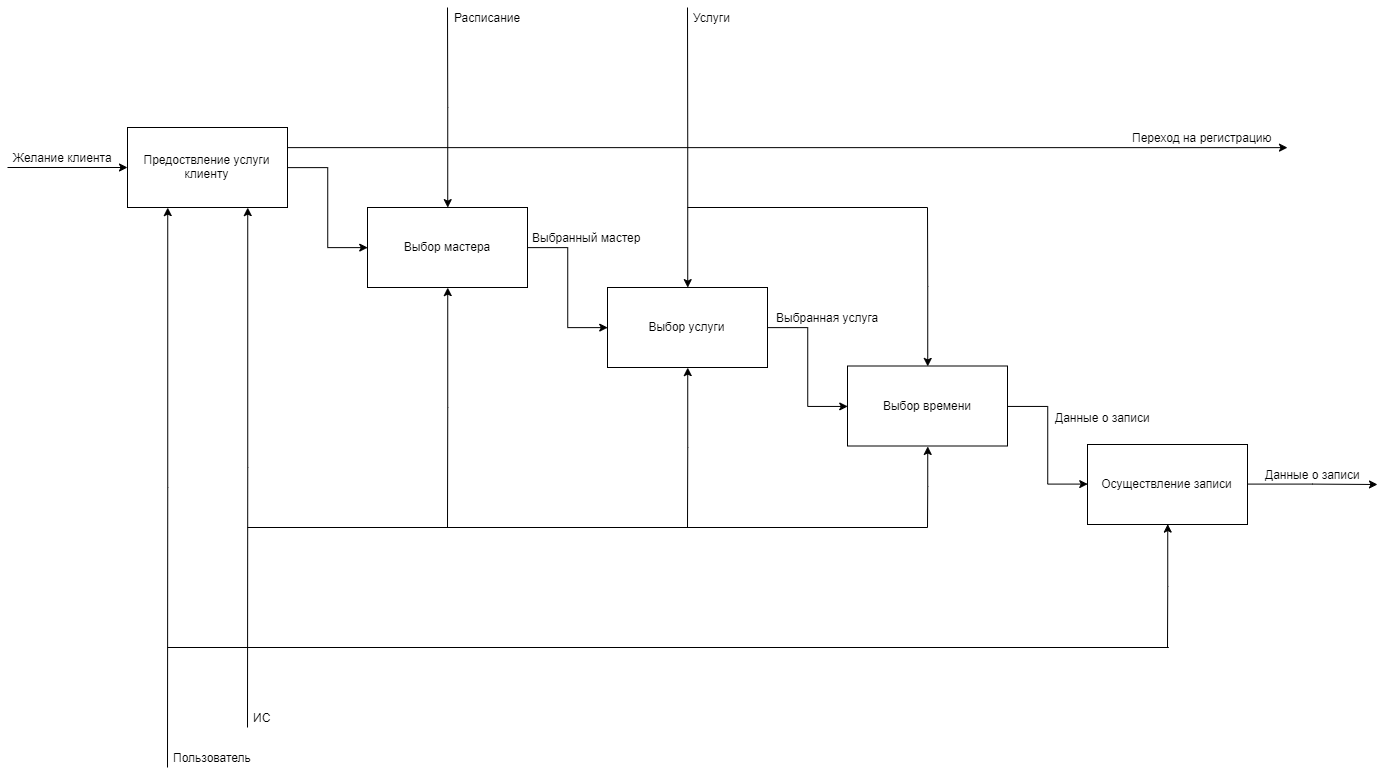 Расписание
Услуги
Переход на регистрацию
Желание клиента
Предоствление услуги
клиенту
Выбор мастера
Выбранный мастер
Выбор услуги
Выбранная услуга
Выбор времени
Данные о записи
Осуществление записи
Данные о записи
ИС
Пользователь